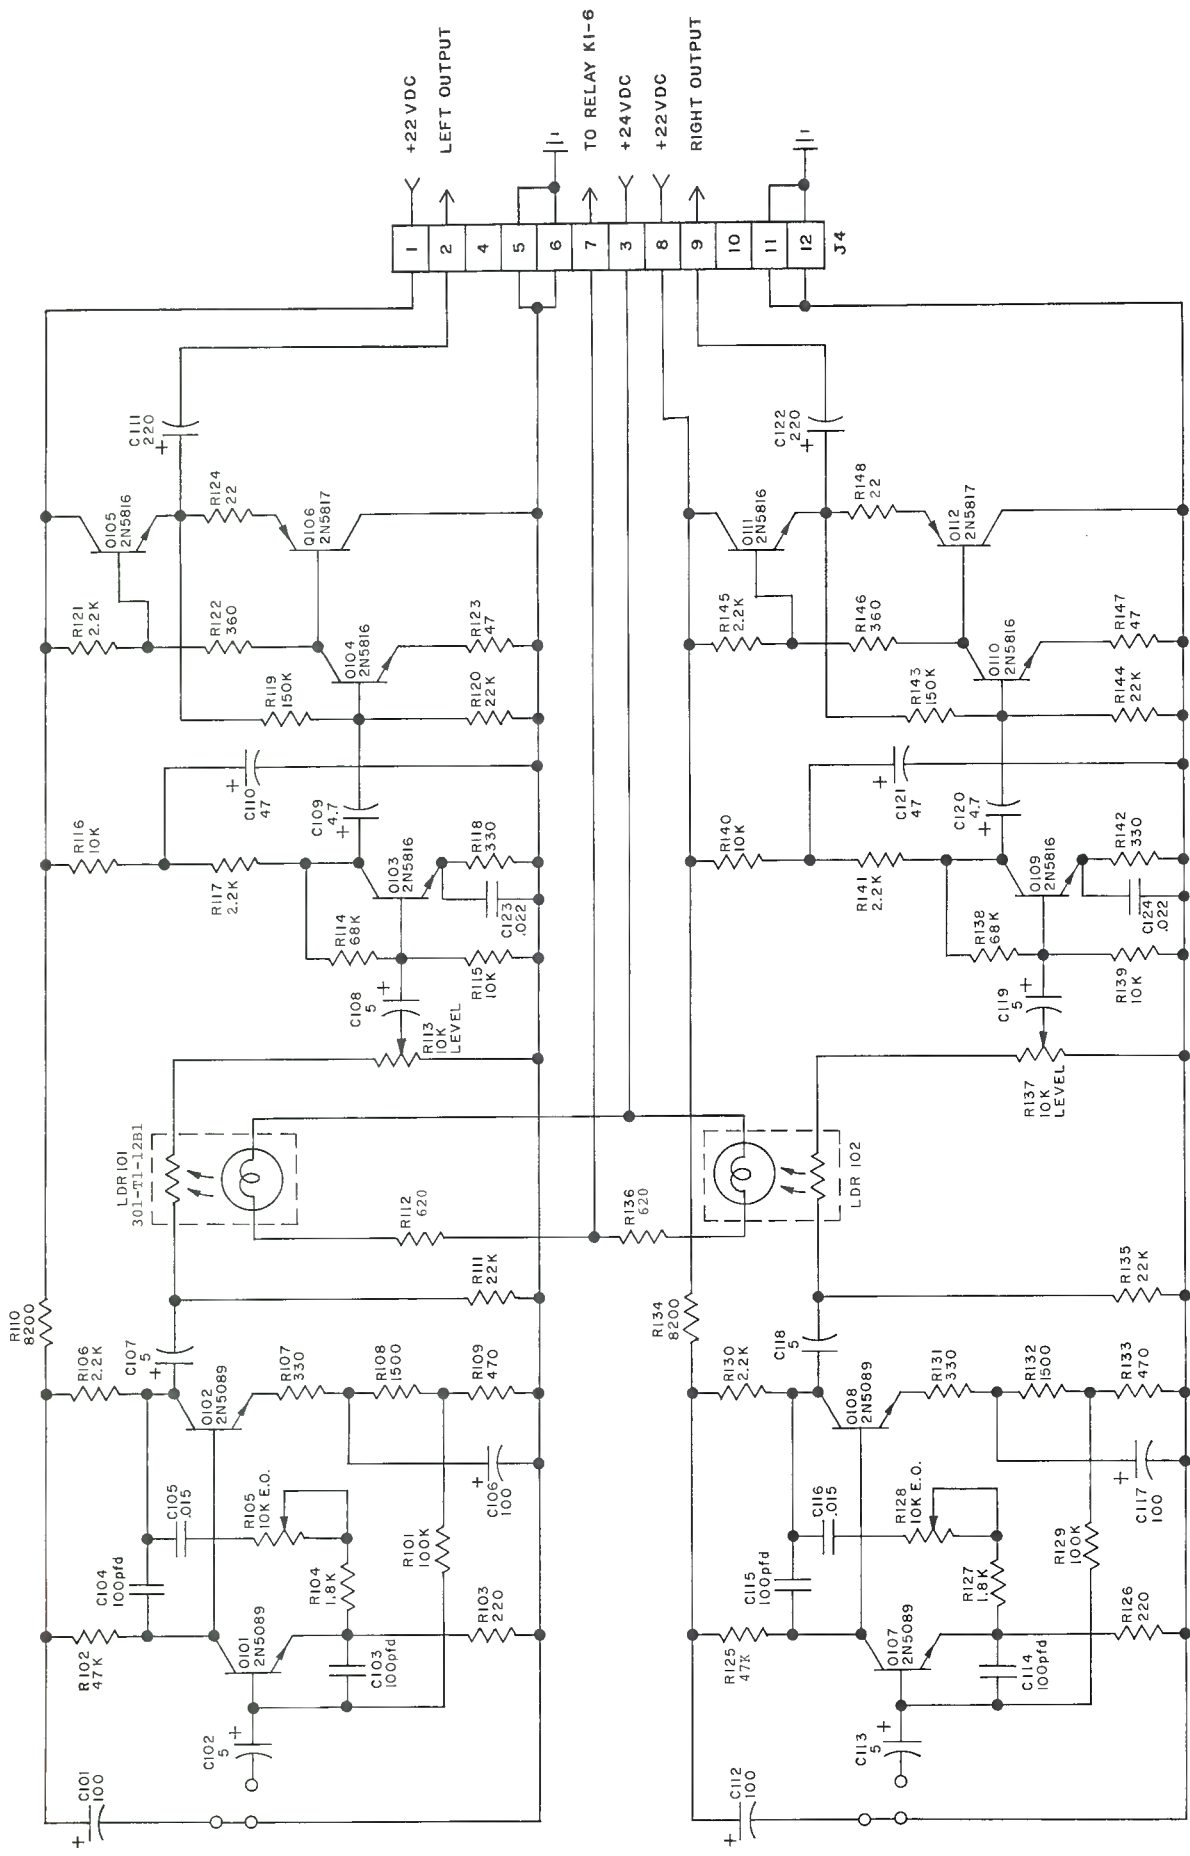 +22VDC
LEFT OUTPUT
TO RELAY K1-6
+24VDC
+22VDC
RIGHT OUTPUT
1
2
4
5
6
7
3
8
9
10
11
12
J4
C111
220
+
R124
22
Q105
2N5816
Q106
2N5817
R121
2.2K
R122
360
R123
47
Q104
2N5816
R119
150K
R120
22K
R116
10K
+
C110
47
C109
4.7
+
R117
2.2K
Q103
2N5816
R118
330
C123
.022
R114
68K
R115
10K
C108
5
+
R113
10K
LEVEL
LDR101
301-T1-12B1
R112
620
R136
620
R111
22K
R110
8200
R106
2.2K
C107
5
+
Q102
2N5089
R107
330
R108
1500
R109
470
C105
.015
R105
10K E.O.
+
C106
100
R101
100K
C104
100pfd
R104
1.8K
R103
220
R102
47K
Q101
2N5089
C103
100pfd
C102
5
+
C101
100
+
C122
220
+
R148
22
Q111
2N5816
Q112
2N5817
R145
2.2K
R146
360
R147
47
Q110
2N5816
R143
150K
R144
22K
R140
10K
+
C121
47
C120
4.7
+
R141
2.2K
Q109
2N5816
R142
330
C124
.022
R138
68K
R139
10K
C119
5
+
R137
10K
LEVEL
LDR102
R135
22K
R134
8200
R130
2.2K
C118
5
Q108
2N5089
R131
330
R132
1500
R133
470
C116
.015
R128
10K E.O.
+
C117
100
R129
100K
C115
100pfd
R127
1.8K
R126
220
R125
47K
Q107
2N5089
C114
100pfd
C113
5
+
C112
100
+